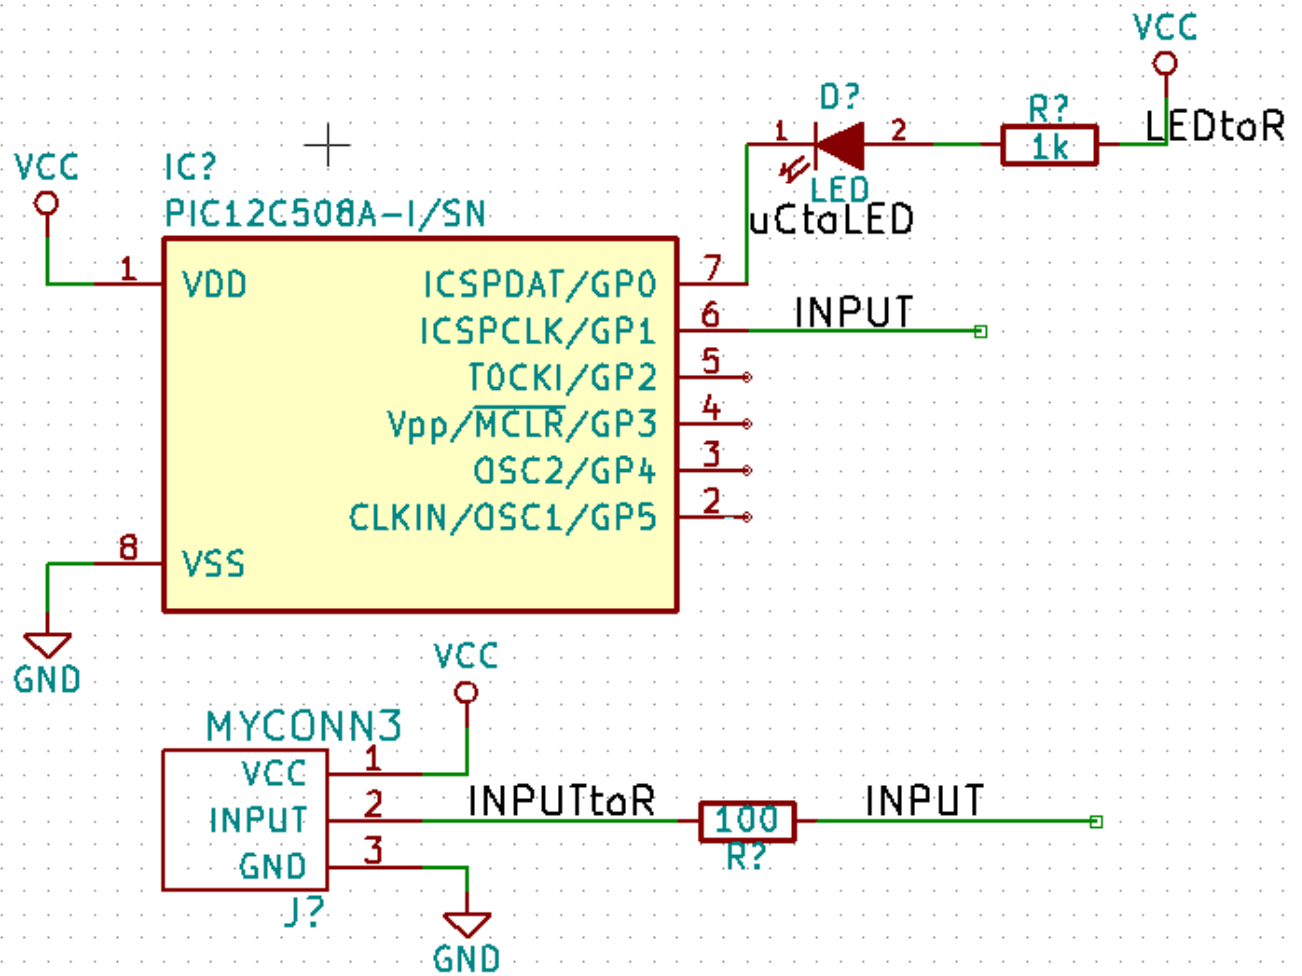 VCC
D?
R?
1
2
1k
LEDtoR
VCC
IC?
LED
PIC12C508A-I/SN
uCtoLED
1
VDD
ICSPDAT/GP0
7
ICSPCLK/GP1
6
INPUT
T0CKI/GP2
5
Vpp/MCLR/GP3
4
OSC2/GP4
3
CLKIN/OSC1/GP5
2
8
VSS
GND
VCC
MYCONN3
VCC
1
INPUT
2
INPUTtoR
100
INPUT
GND
3
R?
J?
GND